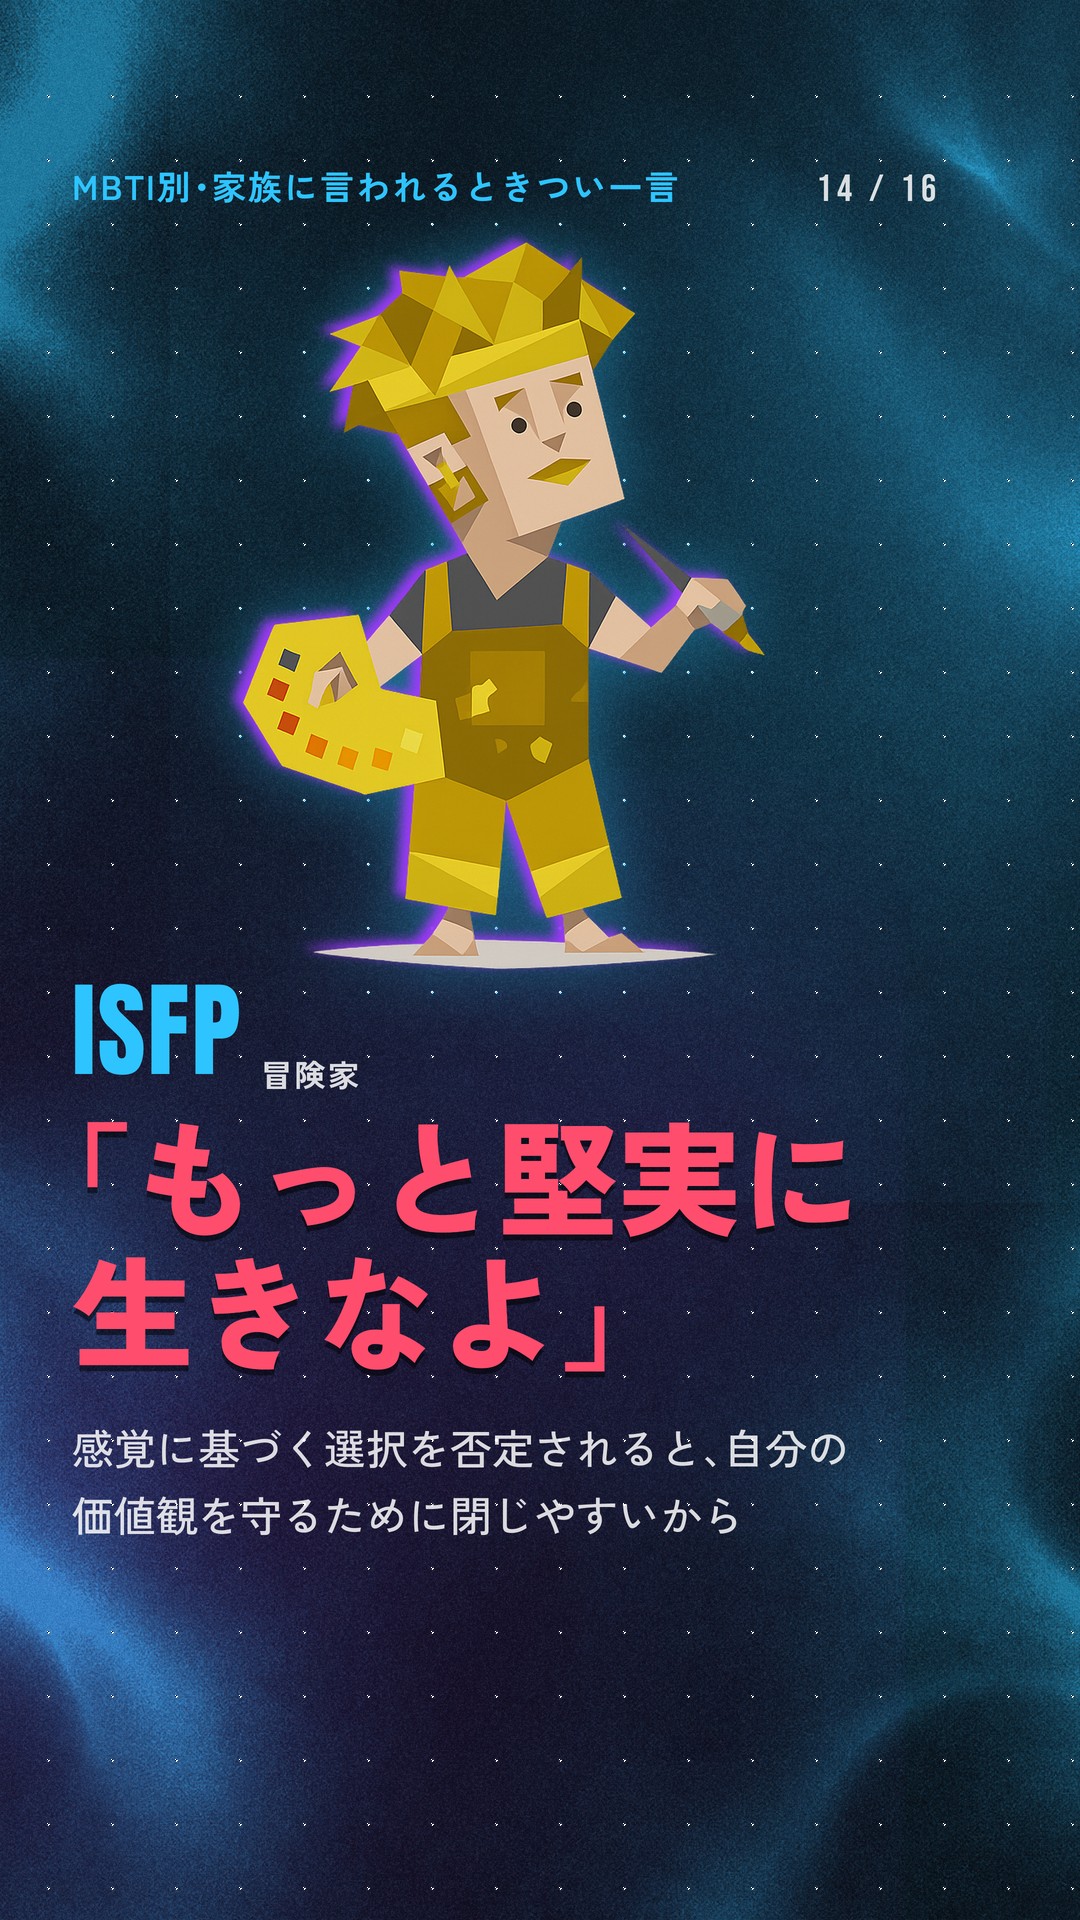 MBTI別・家族に言われるときつい一言
14 / 16
ISFP
冒険家
「もっと堅実に
生きなよ」
感覚に基づく選択を否定されると、自分の
価値観を守るために閉じやすいから